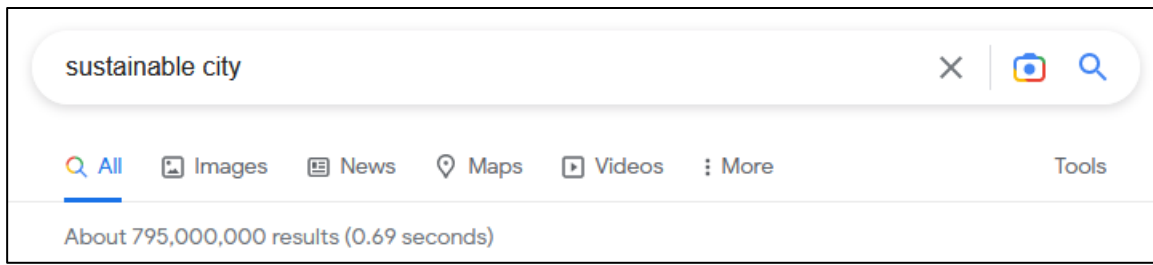 sustainable city
All Images News Maps Videos More Tools
About 795,000,000 results (0.69 seconds)